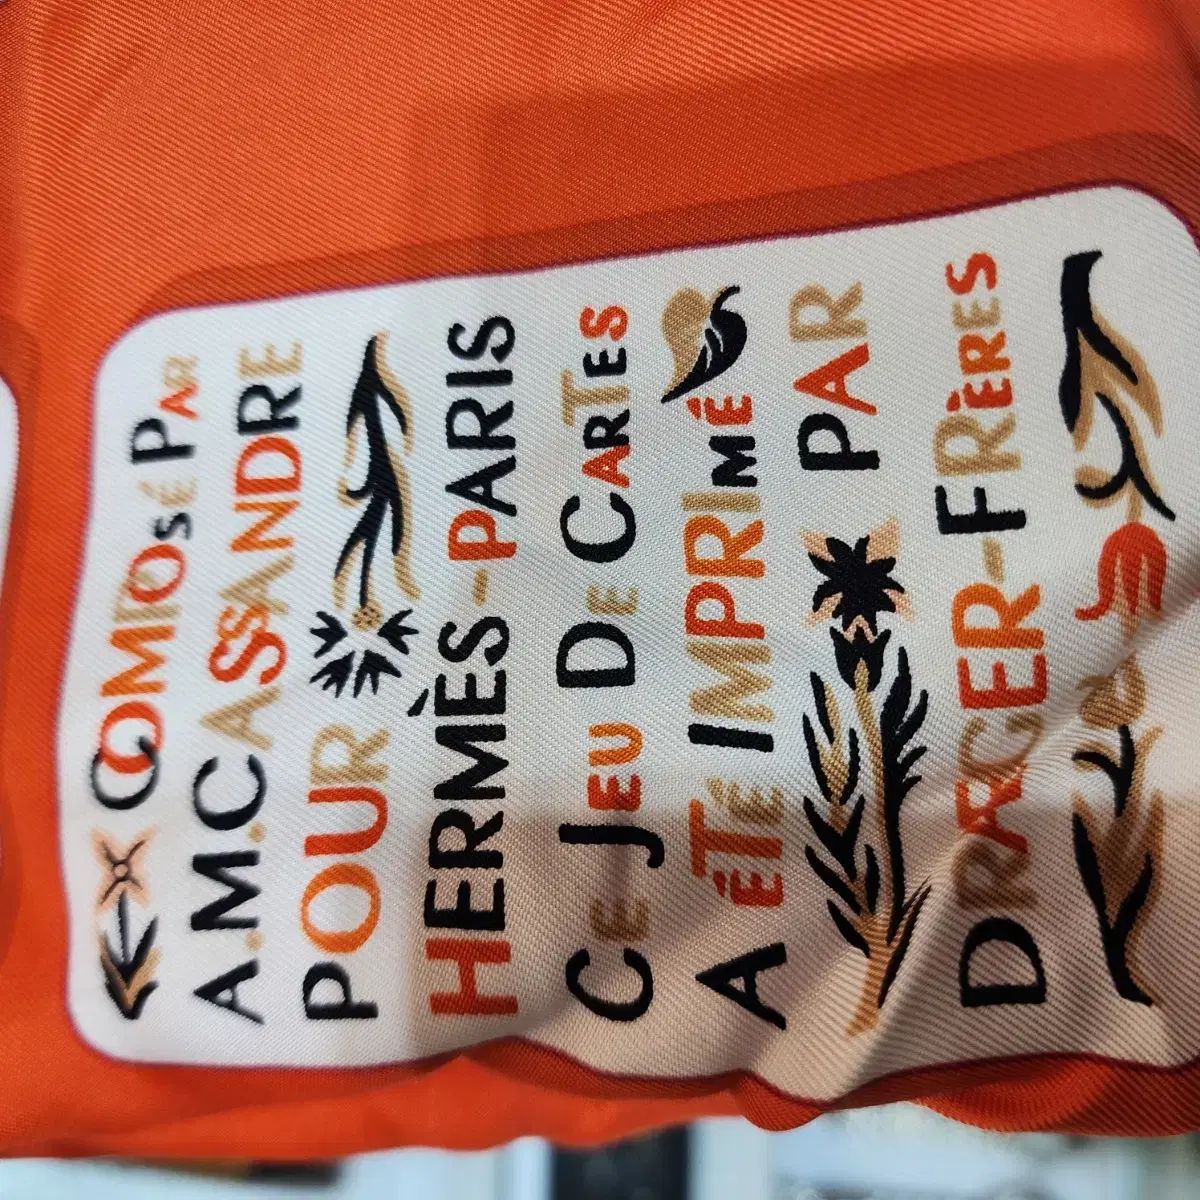 COMPOSÉ PAR
A.M.CASSANDRE
POUR
HERMÈS-PARIS
CE JEU DE CARTES
A ÉTÉ IMPRIMÉ
PAR
DRAEGER-FRÈRES